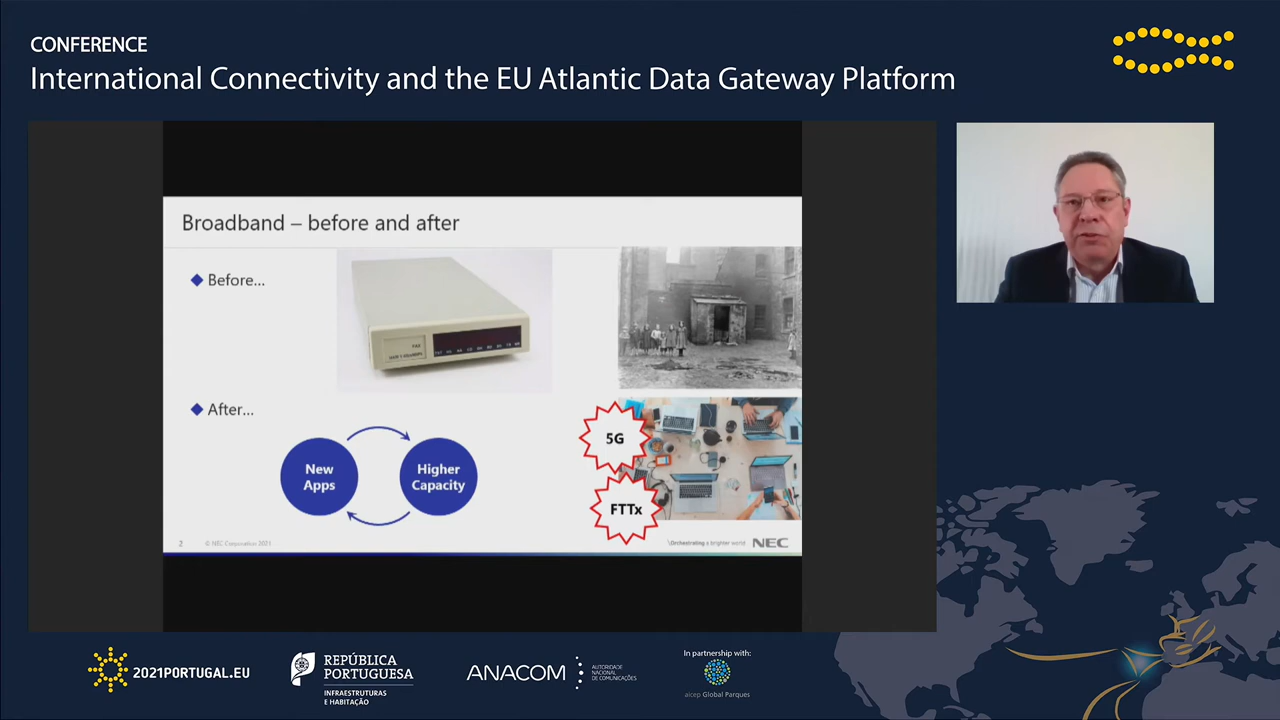 CONFERENCE
International Connectivity and the EU Atlantic Data Gateway Platform
Broadband – before and after
Before...
After...
New
Apps
Higher
Capacity
5G
FTTx
2
© NEC Corporation 2021
\Orchestrating a brighter world
NEC
2021PORTUGAL.EU
REPÚBLICA
PORTUGUESA
INFRAESTRUTURAS
E HABITAÇÃO
ANACOM
AUTORIDADE
NACIONAL
DE COMUNICAÇÕES
In partnership with:
aicep Global Parques